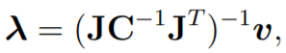 𝝀 = (𝐉𝐂⁻¹𝐉ᵀ)⁻¹𝒗,